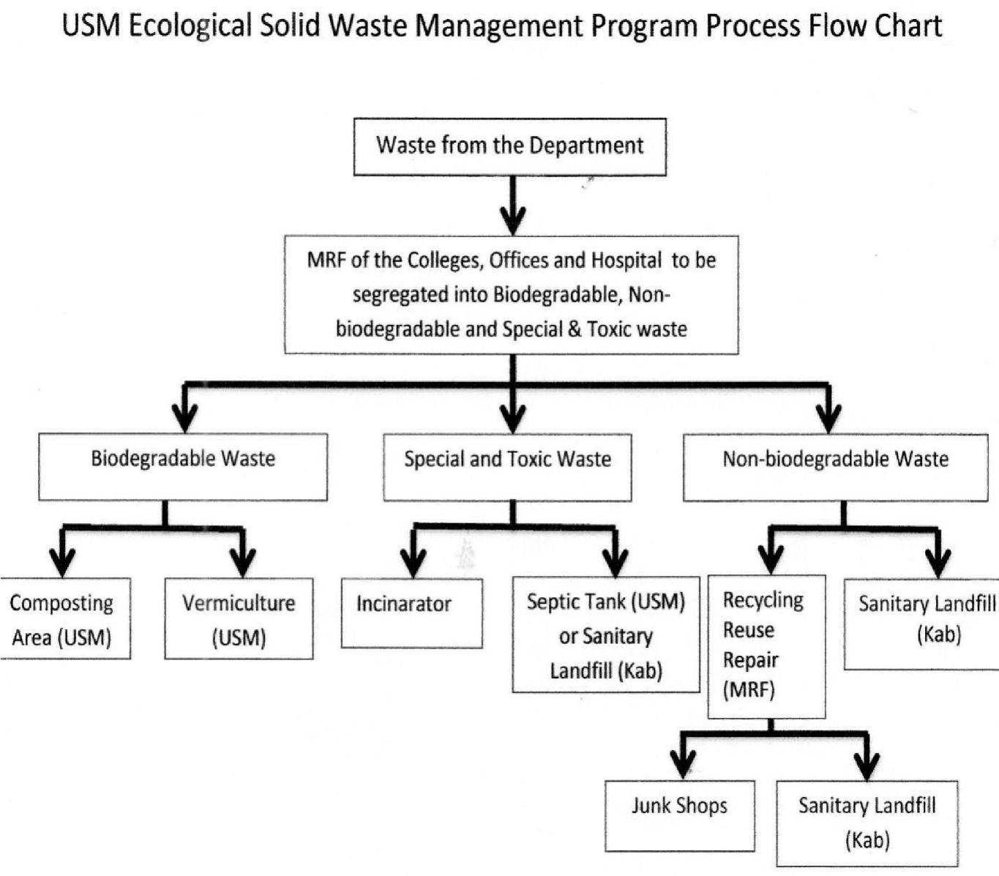 USM Ecological Solid Waste Management Program Process Flow Chart
Waste from the Department
MRF of the Colleges, Offices and Hospital to be
segregated into Biodegradable, Non-
biodegradable and Special & Toxic waste
Biodegradable Waste
Special and Toxic Waste
Non-biodegradable Waste
Composting
Area (USM)
Vermiculture
(USM)
Incinarator
Septic Tank (USM)
or Sanitary
Landfill (Kab)
Recycling
Reuse
Repair
(MRF)
Sanitary Landfill
(Kab)
Junk Shops
Sanitary Landfill
(Kab)